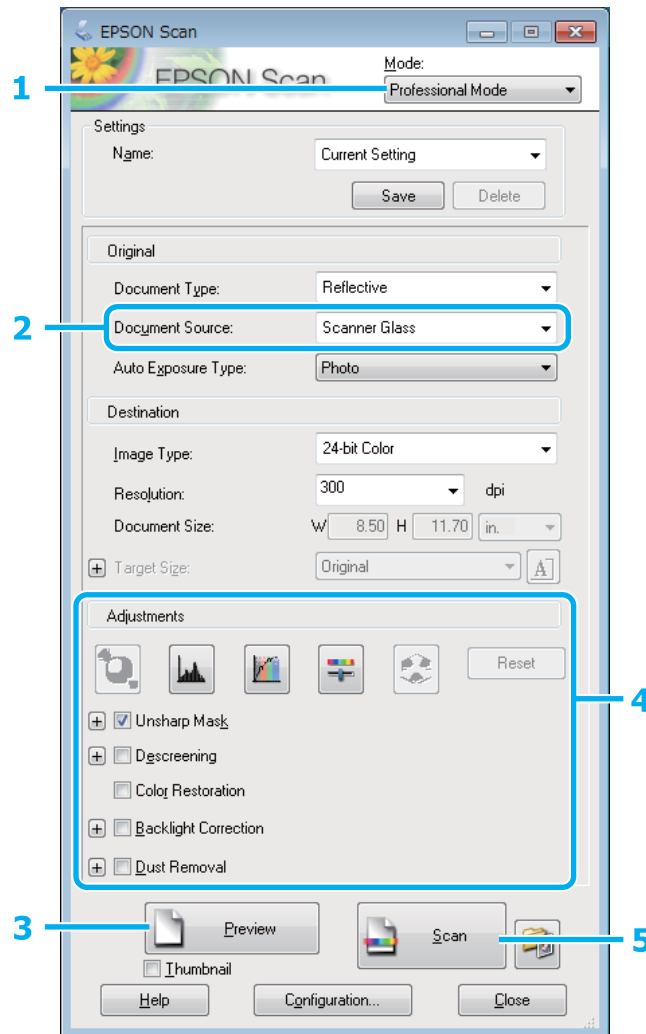 EPSON Scan
EPSON Scan
Mode:
1
Professional Mode
Settings
Name:
Current Setting
Save
Delete
Original
Document Type:
Reflective
2
Document Source:
Scanner Glass
Auto Exposure Type:
Photo
Destination
Image Type:
24-bit Color
Resolution:
300
dpi
Document Size:
W 8.50 H 11.70 in.
Target Size:
Original
A
Adjustments
Reset
4
Unsharp Mask
Descreening
Color Restoration
Backlight Correction
Dust Removal
3
Preview
Scan
5
Thumbnail
Help
Configuration...
Close